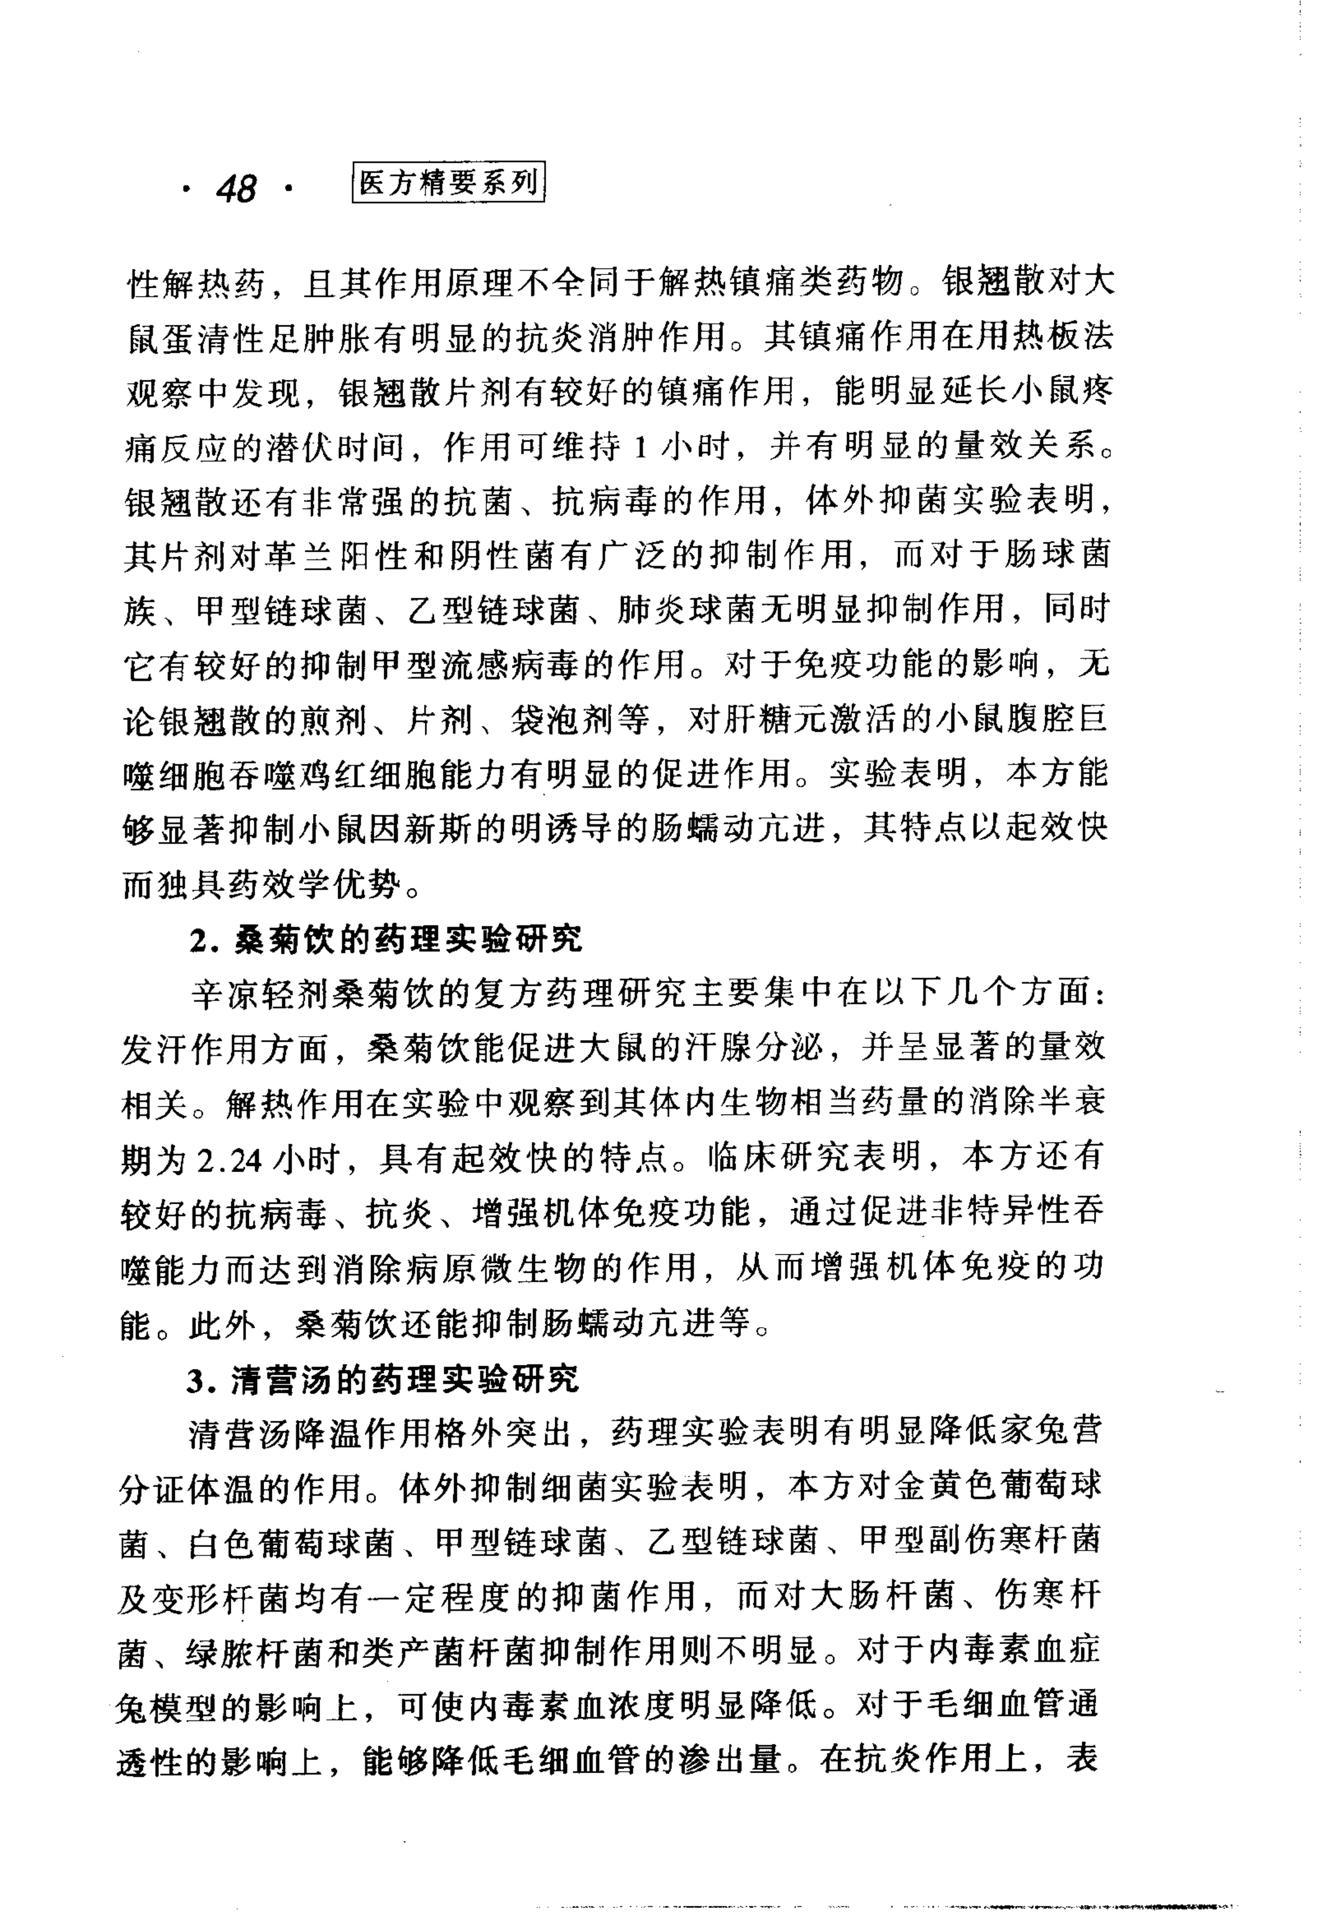 · 48 · 医方精要系列
性解热药，且其作用原理不全同于解热镇痛类药物。银翘散对大
鼠蛋清性足肿胀有明显的抗炎消肿作用。其镇痛作用在用热板法
观察中发现，银翘散片剂有较好的镇痛作用，能明显延长小鼠疼
痛反应的潜伏时间，作用可维持 1 小时，并有明显的量效关系。
银翘散还有非常强的抗菌、抗病毒的作用，体外抑菌实验表明，
其片剂对革兰阳性和阴性菌有广泛的抑制作用，而对于肠球菌
族、甲型链球菌、乙型链球菌、肺炎球菌无明显抑制作用，同时
它有较好的抑制甲型流感病毒的作用。对于免疫功能的影响，无
论银翘散的煎剂、片剂、袋泡剂等，对肝糖元激活的小鼠腹腔巨
噬细胞吞噬鸡红细胞能力有明显的促进作用。实验表明，本方能
够显著抑制小鼠因新斯的明诱导的肠蠕动亢进，其特点以起效快
而独具药效学优势。
2. 桑菊饮的药理实验研究
辛凉轻剂桑菊饮的复方药理研究主要集中在以下几个方面：
发汗作用方面，桑菊饮能促进大鼠的汗腺分泌，并呈显著的量效
相关。解热作用在实验中观察到其体内生物相当药量的消除半衰
期为 2.24 小时，具有起效快的特点。临床研究表明，本方还有
较好的抗病毒、抗炎、增强机体免疫功能，通过促进非特异性吞
噬能力而达到消除病原微生物的作用，从而增强机体免疫的功
能。此外，桑菊饮还能抑制肠蠕动亢进等。
3. 清营汤的药理实验研究
清营汤降温作用格外突出，药理实验表明有明显降低家兔营
分证体温的作用。体外抑制细菌实验表明，本方对金黄色葡萄球
菌、白色葡萄球菌、甲型链球菌、乙型链球菌、甲型副伤寒杆菌
及变形杆菌均有一定程度的抑菌作用，而对大肠杆菌、伤寒杆
菌、绿脓杆菌和类产菌杆菌抑制作用则不明显。对于内毒素血症
兔模型的影响上，可使内毒素血浓度明显降低。对于毛细血管通
透性的影响上，能够降低毛细血管的渗出量。在抗炎作用上，表